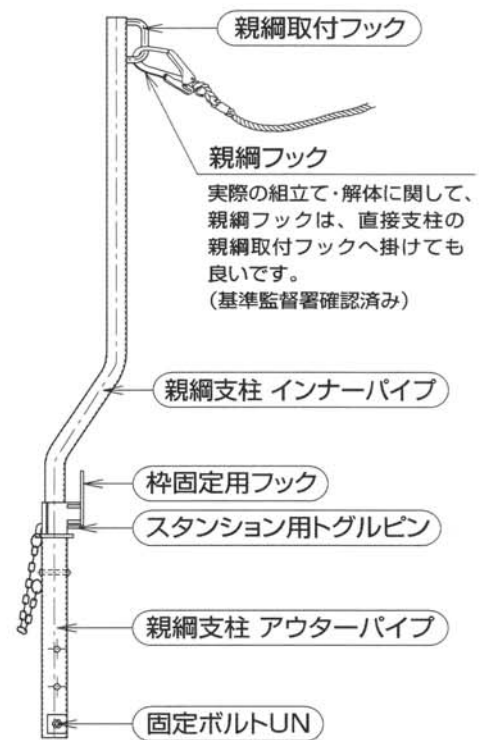 親綱取付フック
親綱フック
実際の組立て・解体に関して、
親綱フックは、直接支柱の
親綱取付フックへ掛けても
良いです。
(基準監督署確認済み)
親綱支柱 インナーパイプ
枠固定用フック
スタンション用トグルピン
親綱支柱 アウターパイプ
固定ボルトUN